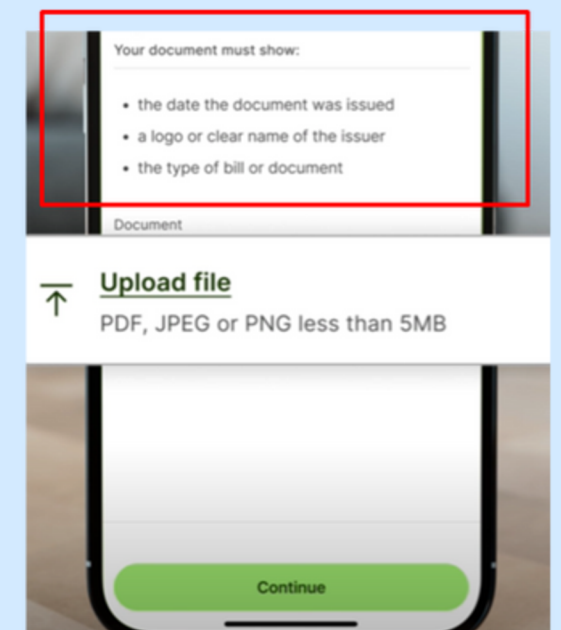 Your document must show:
• the date the document was issued
• a logo or clear name of the issuer
• the type of bill or document
Document
Upload file
PDF, JPEG or PNG less than 5MB
Continue